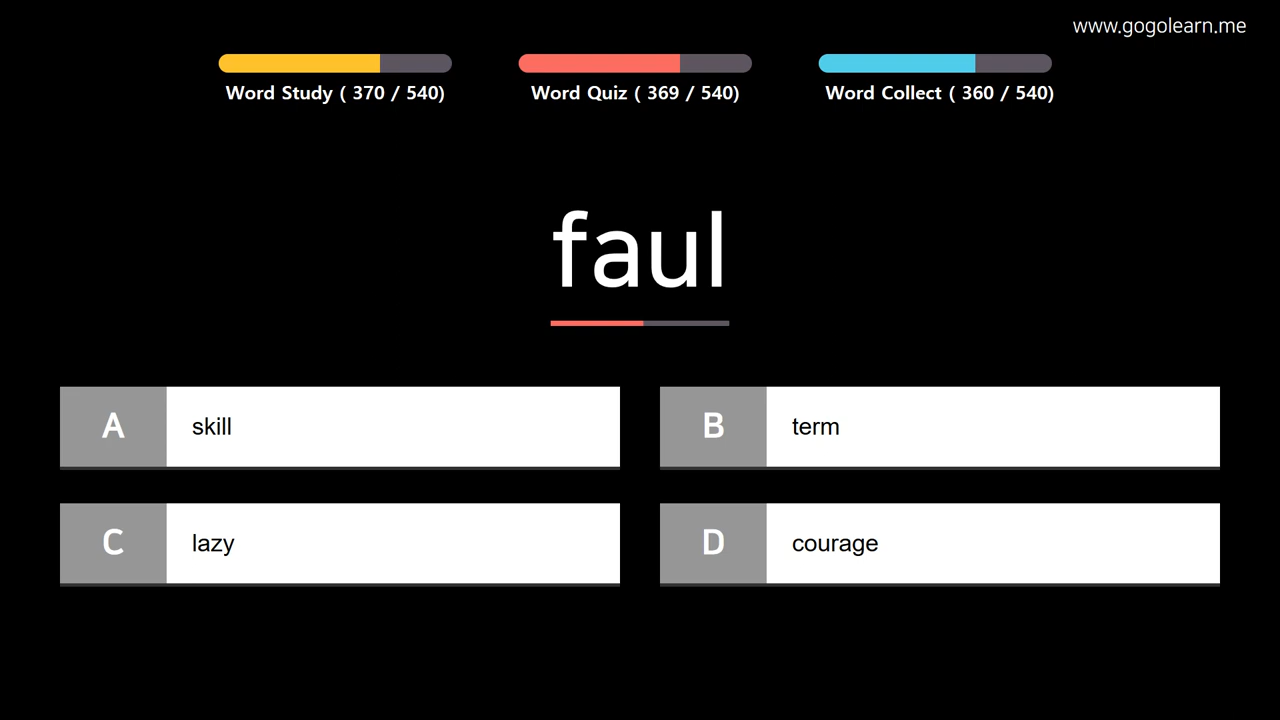 www.gogolearn.me
Word Study ( 370 / 540)
Word Quiz ( 369 / 540)
Word Collect ( 360 / 540)
faul
A skill
B term
C lazy
D courage